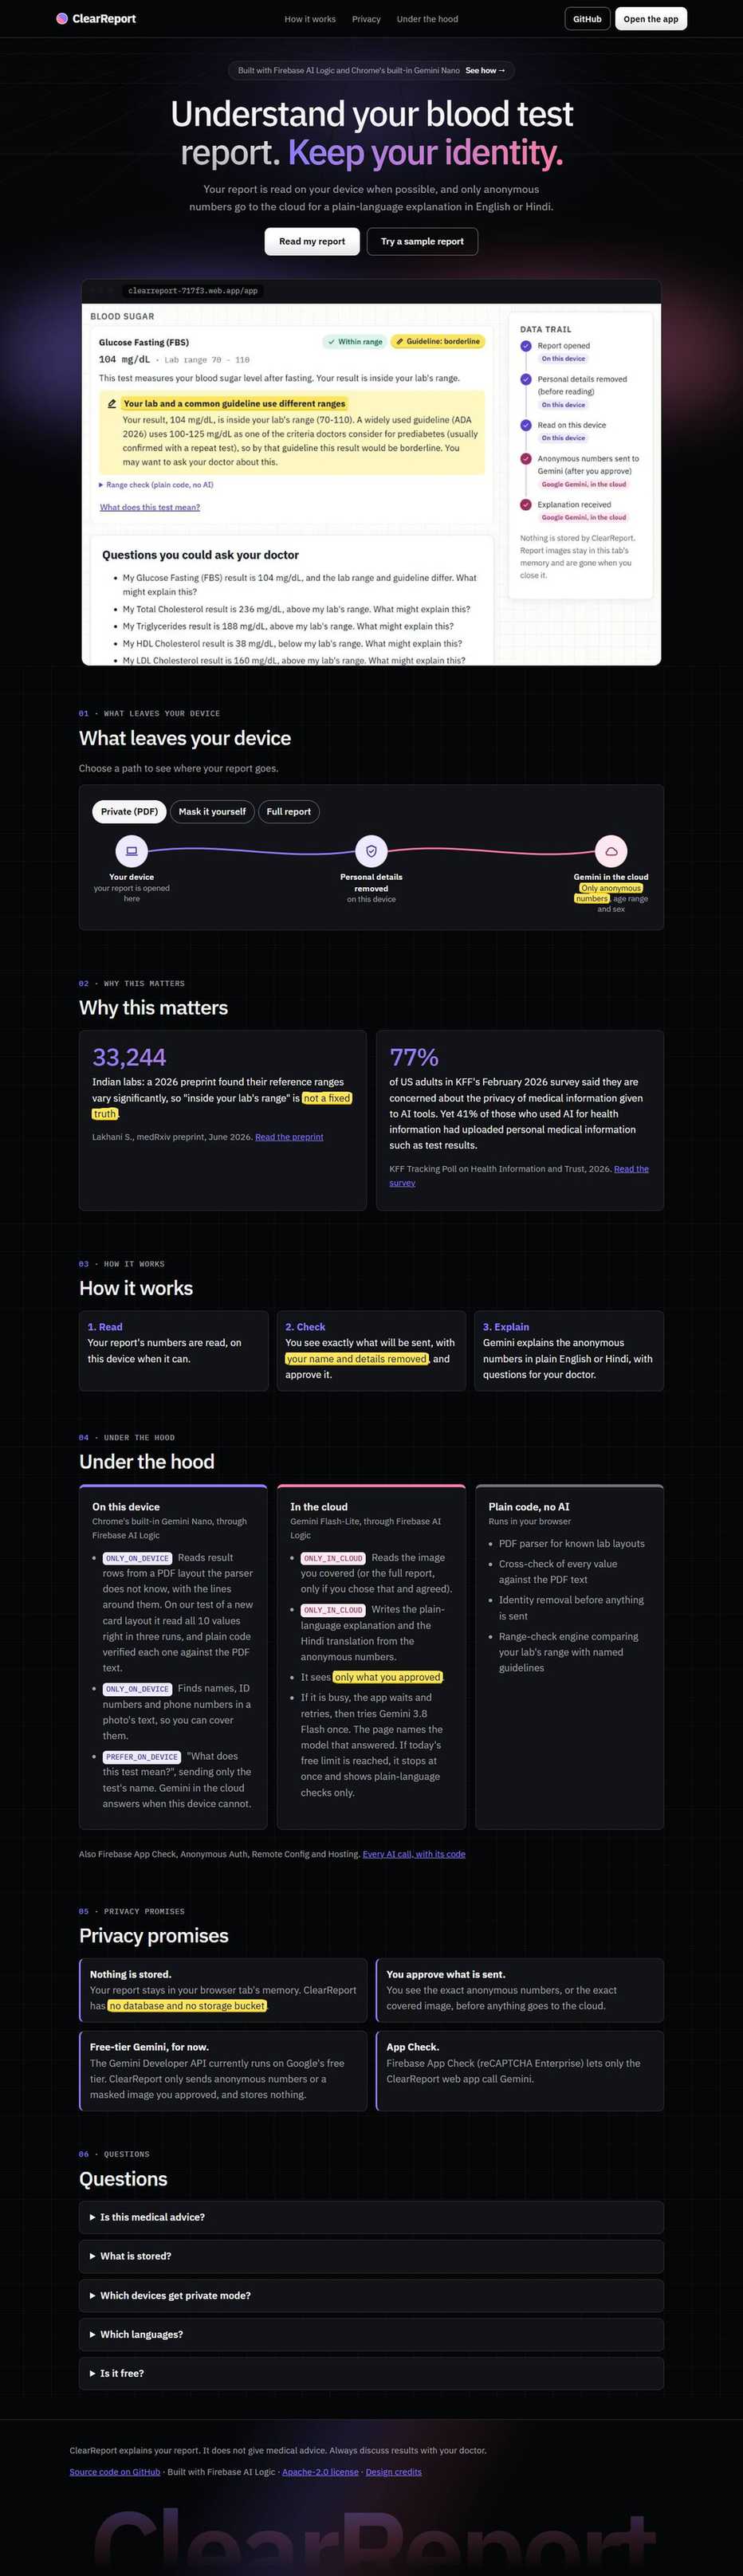 ClearReport
How it works
Privacy
Under the hood
GitHub
Open the app
Built with Firebase AI Logic and Chrome's built-in Gemini Nano See how →
Understand your blood test
report. Keep your identity.
Your report is read on your device when possible, and only anonymous
numbers go to the cloud for a plain-language explanation in English or Hindi.
Read my report
Try a sample report
clearreport-717f3.web.app/app
BLOOD SUGAR
Glucose Fasting (FBS)
Within range
Guideline: borderline
104 mg/dL · Lab range 70 - 110
This test measures your blood sugar level after fasting. Your result is inside your lab's range.
Your lab and a common guideline use different ranges
Your result, 104 mg/dL, is inside your lab's range (70-110). A widely used guideline (ADA
2026) uses 100-125 mg/dL as one of the criteria doctors consider for prediabetes (usually
confirmed with a repeat test), so by that guideline this result would be borderline. You
may want to ask your doctor about this.
▸ Range check (plain code, no AI)
What does this test mean?
Questions you could ask your doctor
• My Glucose Fasting (FBS) result is 104 mg/dL, and the lab range and guideline differ. What
might explain this?
• My Total Cholesterol result is 236 mg/dL, above my lab's range. What might explain this?
• My Triglycerides result is 188 mg/dL, above my lab's range. What might explain this?
• My HDL Cholesterol result is 38 mg/dL, below my lab's range. What might explain this?
• My LDL Cholesterol result is 160 mg/dL, above my lab's range. What might explain this?
DATA TRAIL
Report opened
On this device
Personal details removed
(before reading)
On this device
Read on this device
On this device
Anonymous numbers sent to
Gemini (after you approve)
Google Gemini, in the cloud
Explanation received
Google Gemini, in the cloud
Nothing is stored by ClearReport.
Report images stay in this tab's
memory and are gone when you
close it.
01 · WHAT LEAVES YOUR DEVICE
What leaves your device
Choose a path to see where your report goes.
Private (PDF)
Mask it yourself
Full report
Your device
your report is opened
here
Personal details
removed
on this device
Gemini in the cloud
Only anonymous
numbers, age range
and sex
02 · WHY THIS MATTERS
Why this matters
33,244
Indian labs: a 2026 preprint found their reference ranges
vary significantly, so "inside your lab's range" is not a fixed
truth.
Lakhani S., medRxiv preprint, June 2026. Read the preprint
77%
of US adults in KFF's February 2026 survey said they are
concerned about the privacy of medical information given
to AI tools. Yet 41% of those who used AI for health
information had uploaded personal medical information
such as test results.
KFF Tracking Poll on Health Information and Trust, 2026. Read the
survey
03 · HOW IT WORKS
How it works
1. Read
Your report's numbers are read, on
this device when it can.
2. Check
You see exactly what will be sent, with
your name and details removed, and
approve it.
3. Explain
Gemini explains the anonymous
numbers in plain English or Hindi, with
questions for your doctor.
04 · UNDER THE HOOD
Under the hood
On this device
Chrome's built-in Gemini Nano, through
Firebase AI Logic
• ONLY_ON_DEVICE Reads result
rows from a PDF layout the parser
does not know, with the lines
around them. On our test of a new
card layout it read all 10 values
right in three runs, and plain code
verified each one against the PDF
text.
• ONLY_ON_DEVICE Finds names, ID
numbers and phone numbers in a
photo's text, so you can cover
them.
• PREFER_ON_DEVICE "What does
this test mean?", sending only the
test's name. Gemini in the cloud
answers when this device cannot.
In the cloud
Gemini Flash-Lite, through Firebase AI
Logic
• ONLY_IN_CLOUD Reads the image
you covered (or the full report,
only if you chose that and agreed).
• ONLY_IN_CLOUD Writes the plain-
language explanation and the
Hindi translation from the
anonymous numbers.
• It sees only what you approved.
• If it is busy, the app waits and
retries, then tries Gemini 3.8
Flash once. The page names the
model that answered. If today's
free limit is reached, it stops at
once and shows plain-language
checks only.
Plain code, no AI
Runs in your browser
• PDF parser for known lab layouts
• Cross-check of every value
against the PDF text
• Identity removal before anything
is sent
• Range-check engine comparing
your lab's range with named
guidelines
Also Firebase App Check, Anonymous Auth, Remote Config and Hosting. Every AI call, with its code
05 · PRIVACY PROMISES
Privacy promises
Nothing is stored.
Your report stays in your browser tab's memory. ClearReport
has no database and no storage bucket.
You approve what is sent.
You see the exact anonymous numbers, or the exact
covered image, before anything goes to the cloud.
Free-tier Gemini, for now.
The Gemini Developer API currently runs on Google's free
tier. ClearReport only sends anonymous numbers or a
masked image you approved, and stores nothing.
App Check.
Firebase App Check (reCAPTCHA Enterprise) lets only the
ClearReport web app call Gemini.
06 · QUESTIONS
Questions
▸ Is this medical advice?
▸ What is stored?
▸ Which devices get private mode?
▸ Which languages?
▸ Is it free?
ClearReport explains your report. It does not give medical advice. Always discuss results with your doctor.
Source code on GitHub · Built with Firebase AI Logic · Apache-2.0 license · Design credits
ClearReport